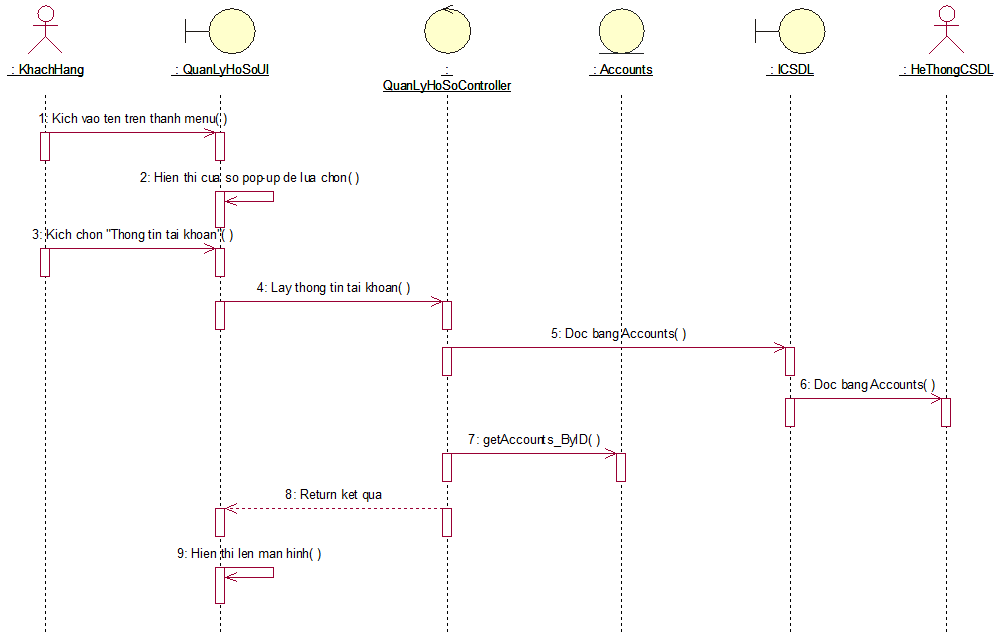 : KhachHang
: QuanLyHoSoUI
:
QuanLyHoSoController
: Accounts
: ICSDL
: HeThongCSDL
1: Kich vao ten tren thanh menu( )
2: Hien thi cua so pop-up de lua chon( )
3: Kich chon "Thong tin tai khoan"( )
4: Lay thong tin tai khoan( )
5: Doc bang Accounts( )
6: Doc bang Accounts( )
7: getAccounts_ByID( )
8: Return ket qua
9: Hien thi len man hinh( )